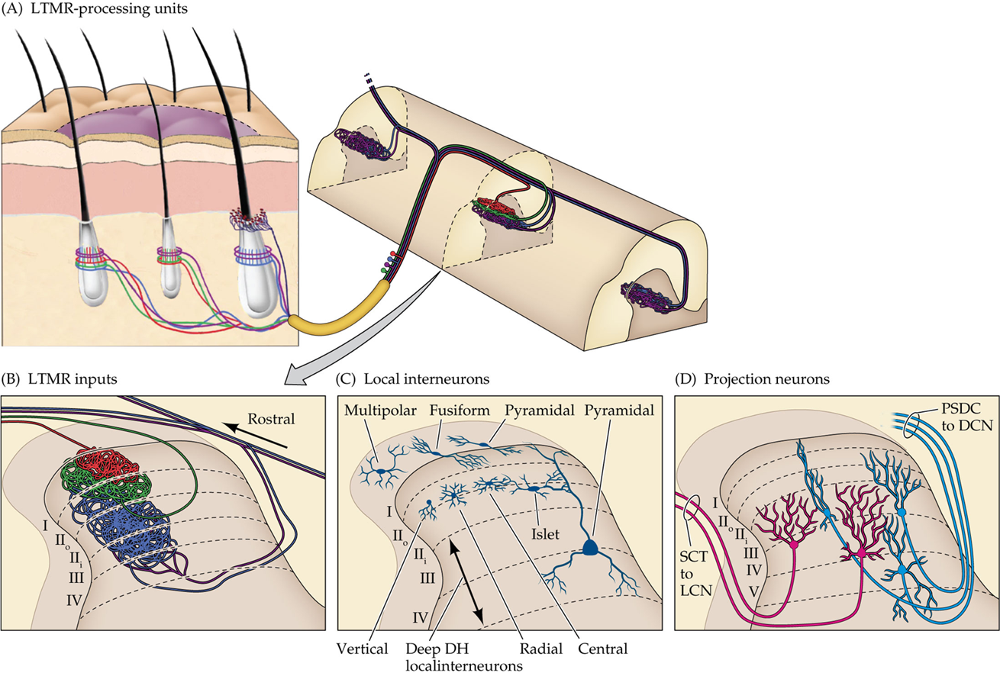 (A) LTMR-processing units
(B) LTMR inputs
Rostral
I
IIo
IIi
III
IV
(C) Local interneurons
Multipolar
Fusiform
Pyramidal
Pyramidal
Islet
I
IIo
IIi
III
IV
Vertical
Deep DH
localinterneurons
Radial
Central
(D) Projection neurons
PSDC
to DCN
I
IIo
IIi
III
IV
V
SCT
to
LCN